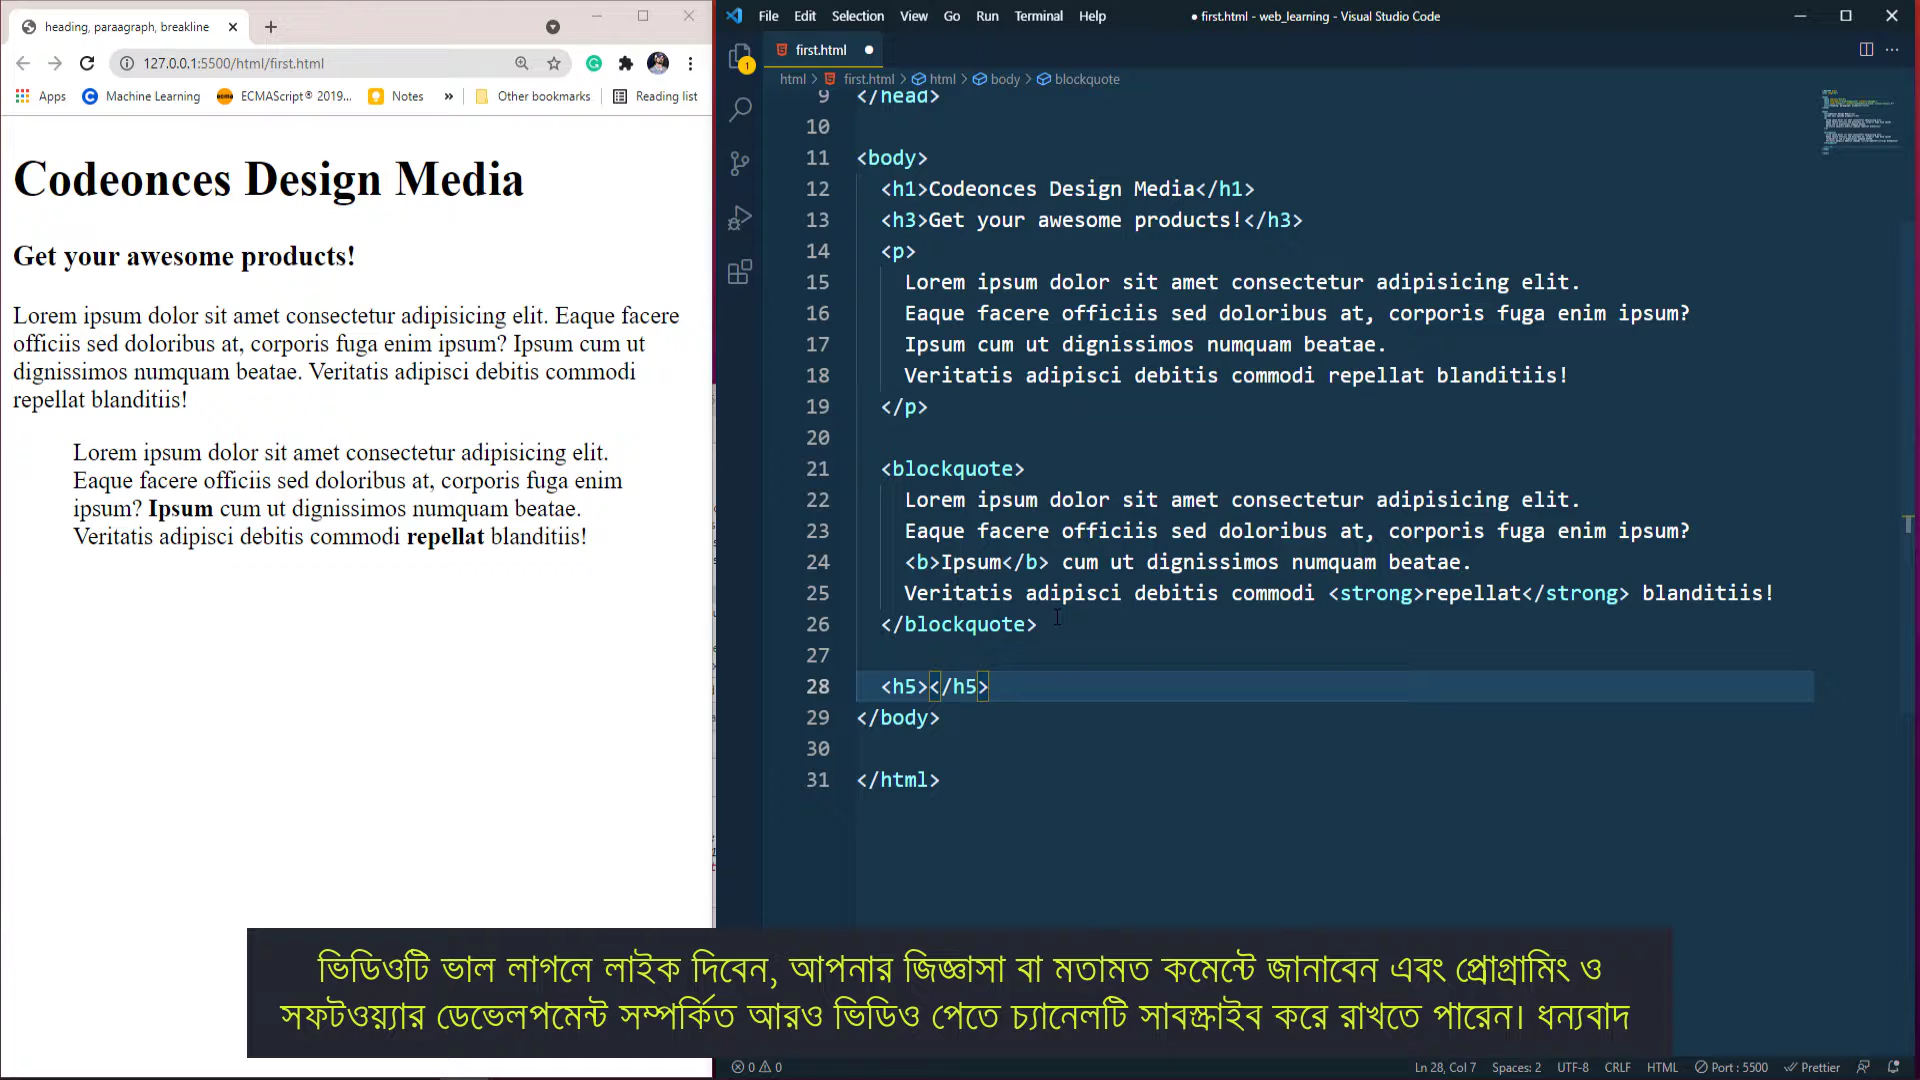 heading, paraagraph, breakline
127.0.0.1:5500/html/first.html
Apps
Machine Learning
ECMAScript® 2019...
Notes
»
Other bookmarks
Reading list
Codeonces Design Media
Get your awesome products!
Lorem ipsum dolor sit amet consectetur adipisicing elit. Eaque facere
officiis sed doloribus at, corporis fuga enim ipsum? Ipsum cum ut
dignissimos numquam beatae. Veritatis adipisci debitis commodi
repellat blanditiis!
Lorem ipsum dolor sit amet consectetur adipisicing elit.
Eaque facere officiis sed doloribus at, corporis fuga enim
ipsum? Ipsum cum ut dignissimos numquam beatae.
Veritatis adipisci debitis commodi repellat blanditiis!
File Edit Selection View Go Run Terminal Help
● first.html - web_learning - Visual Studio Code
1
first.html
html > first.html > html > body > blockquote
9 </head>
10
11 <body>
12 <h1>Codeonces Design Media</h1>
13 <h3>Get your awesome products!</h3>
14 <p>
15 Lorem ipsum dolor sit amet consectetur adipisicing elit.
16 Eaque facere officiis sed doloribus at, corporis fuga enim ipsum?
17 Ipsum cum ut dignissimos numquam beatae.
18 Veritatis adipisci debitis commodi repellat blanditiis!
19 </p>
20
21 <blockquote>
22 Lorem ipsum dolor sit amet consectetur adipisicing elit.
23 Eaque facere officiis sed doloribus at, corporis fuga enim ipsum?
24 <b>Ipsum</b> cum ut dignissimos numquam beatae.
25 Veritatis adipisci debitis commodi <strong>repellat</strong> blanditiis!
26 </blockquote>
27
28 <h5></h5>
29 </body>
30
31 </html>
ভিডিওটি ভাল লাগলে লাইক দিবেন, আপনার জিজ্ঞাসা বা মতামত কমেন্টে জানাবেন এবং প্রোগ্রামিং ও
সফটওয়্যার ডেভেলপমেন্ট সম্পর্কিত আরও ভিডিও পেতে চ্যানেলটি সাবস্ক্রাইব করে রাখতে পারেন। ধন্যবাদ
0 0
Ln 28, Col 7 Spaces: 2 UTF-8 CRLF HTML Port : 5500 Prettier